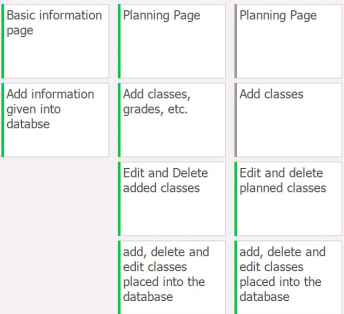 Basic information
page
Planning Page
Planning Page
Add information
given into
databse
Add classes,
grades, etc.
Add classes
Edit and Delete
added classes
Edit and delete
planned classes
add, delete and
edit classes
placed into the
database
add, delete and
edit classes
placed into the
database